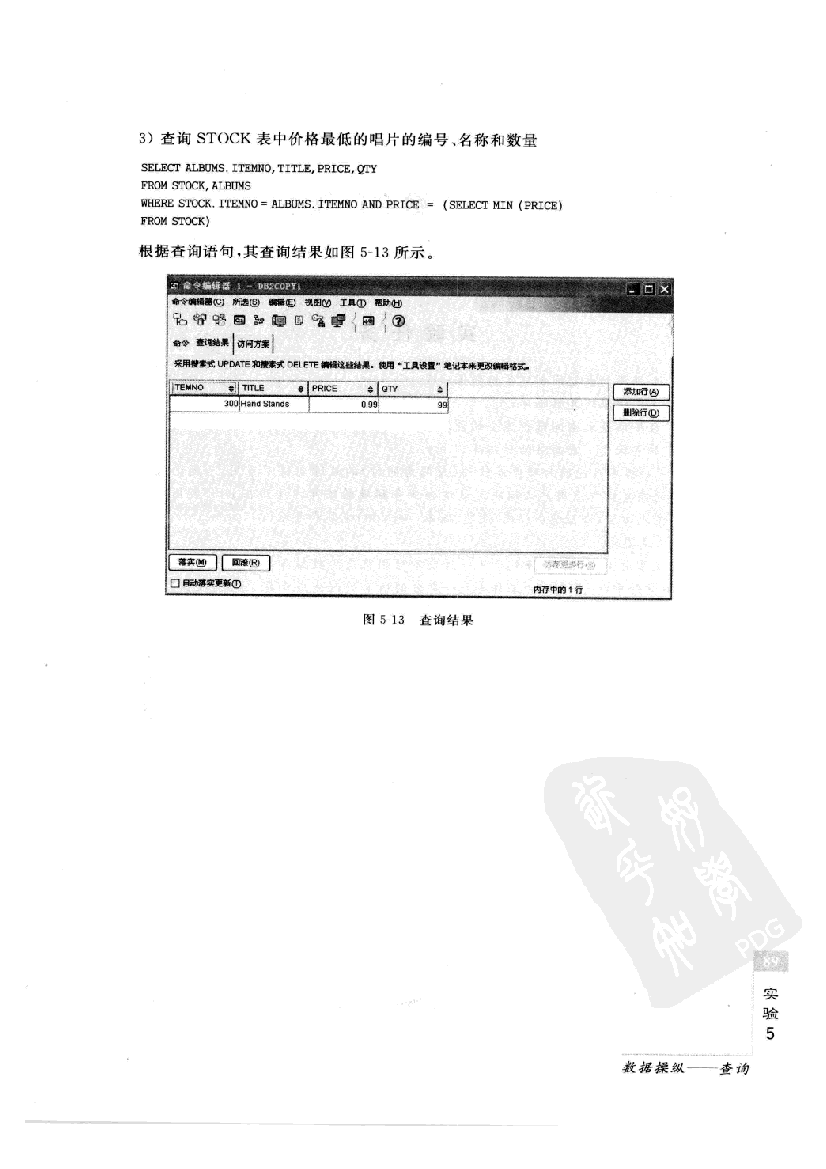 3) 查询 STOCK 表中价格最低的唱片的编号、名称和数量
SELECT ALBUMS. ITEMNO, TITLE, PRICE, QTY
FROM STOCK, ALBUMS
WHERE STOCK. ITEMNO = ALBUMS. ITEMNO AND PRICE = (SELECT MIN (PRICE)
FROM STOCK)
根据查询语句,其查询结果如图 5-13 所示。
命令编辑器 1 - DB2COPY1
命令编辑器(C) 所选(S) 编辑(E) 视图(V) 工具(T) 帮助(H)
命令 查询结果 访问方案
采用搜索式 UPDATE 和搜索式 DELETE 编辑这些结果。使用“工具设置”笔记本来更改编辑格式。
ITEMNO TITLE PRICE QTY
添加行(A)
300 Hand Stands 0.99 99
删除行(D)
落实(M) 回滚(R)
自动落实更新(T)
内存中的 1 行
图 5 13 查询结果
PDG
89
实
验
5
数据操纵——查询